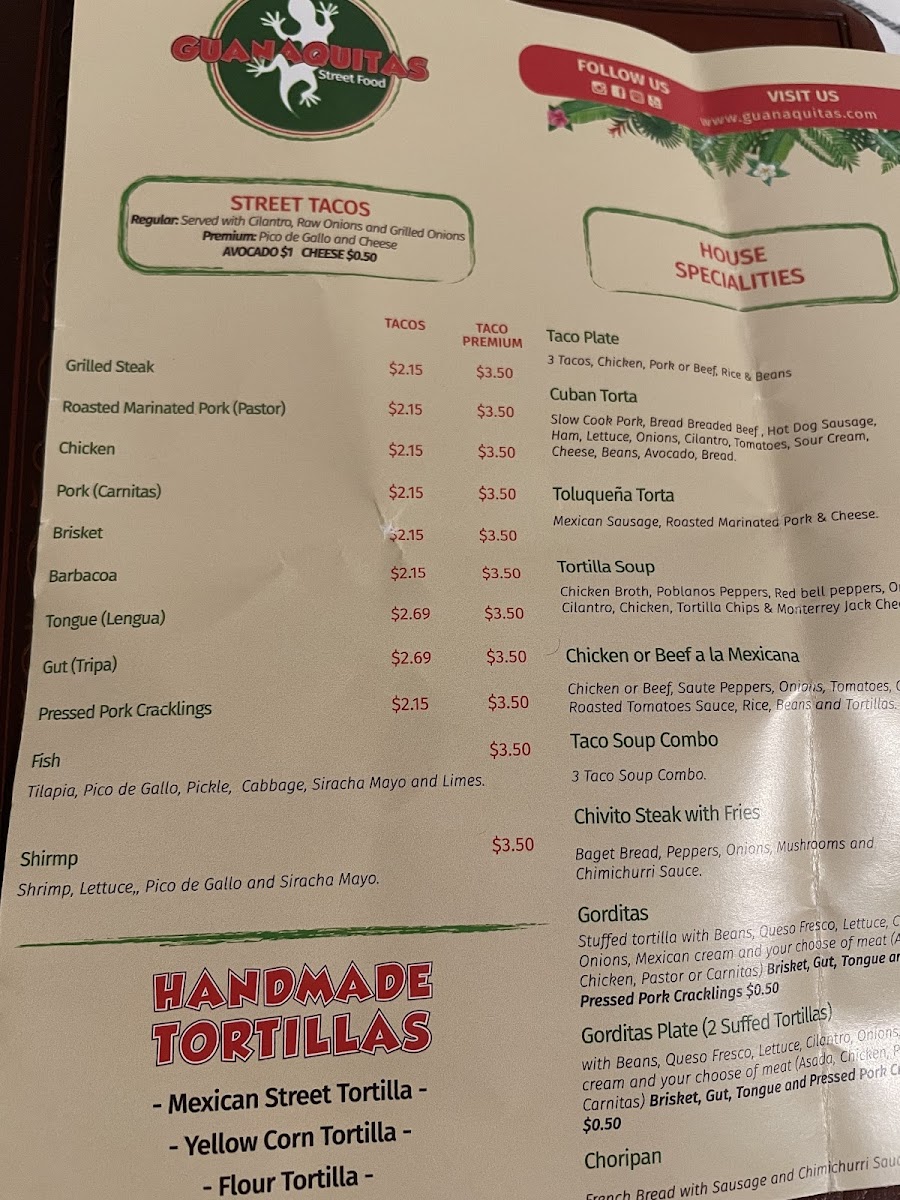 GUANAQUITAS
Street Food
FOLLOW US
VISIT US
www.guanaquitas.com
STREET TACOS
Regular: Served with Cilantro, Raw Onions and Grilled Onions
Premium: Pico de Gallo and Cheese
AVOCADO $1 CHEESE $0.50
TACOS TACO PREMIUM
Grilled Steak $2.15 $3.50
Roasted Marinated Pork (Pastor) $2.15 $3.50
Chicken $2.15 $3.50
Pork (Carnitas) $2.15 $3.50
Brisket $2.15 $3.50
Barbacoa $2.15 $3.50
Tongue (Lengua) $2.69 $3.50
Gut (Tripa) $2.69 $3.50
Pressed Pork Cracklings $2.15 $3.50
Fish $3.50
Tilapia, Pico de Gallo, Pickle, Cabbage, Siracha Mayo and Limes.
Shirmp $3.50
Shrimp, Lettuce,, Pico de Gallo and Siracha Mayo.
HANDMADE
TORTILLAS
- Mexican Street Tortilla -
- Yellow Corn Tortilla -
- Flour Tortilla -
HOUSE
SPECIALITIES
Taco Plate
3 Tacos, Chicken, Pork or Beef, Rice & Beans
Cuban Torta
Slow Cook Pork, Bread Breaded Beef, Hot Dog Sausage,
Ham, Lettuce, Onions, Cilantro, Tomatoes, Sour Cream,
Cheese, Beans, Avocado, Bread.
Toluqueña Torta
Mexican Sausage, Roasted Marinated Pork & Cheese.
Tortilla Soup
Chicken Broth, Poblanos Peppers, Red bell peppers,
Cilantro, Chicken, Tortilla Chips & Monterrey Jack
Chicken or Beef a la Mexicana
Chicken or Beef, Saute Peppers, Onions, Tomatoes,
Roasted Tomatoes Sauce, Rice, Beans and Tortillas.
Taco Soup Combo
3 Taco Soup Combo.
Chivito Steak with Fries
Baget Bread, Peppers, Onions, Mushrooms and
Chimichurri Sauce.
Gorditas
Stuffed tortilla with Beans, Queso Fresco, Lettuce,
Onions, Mexican cream and your choose of meat
Chicken, Pastor or Carnitas) Brisket, Gut, Tongue
Pressed Pork Cracklings $0.50
Gorditas Plate (2 Suffed Tortillas)
with Beans, Queso Fresco, Lettuce, Cilantro, Onions,
cream and your choose of meat (Asada, Chicken,
Carnitas) Brisket, Gut, Tongue and Pressed Pork
$0.50
Choripan
French Bread with Sausage and Chimichurri